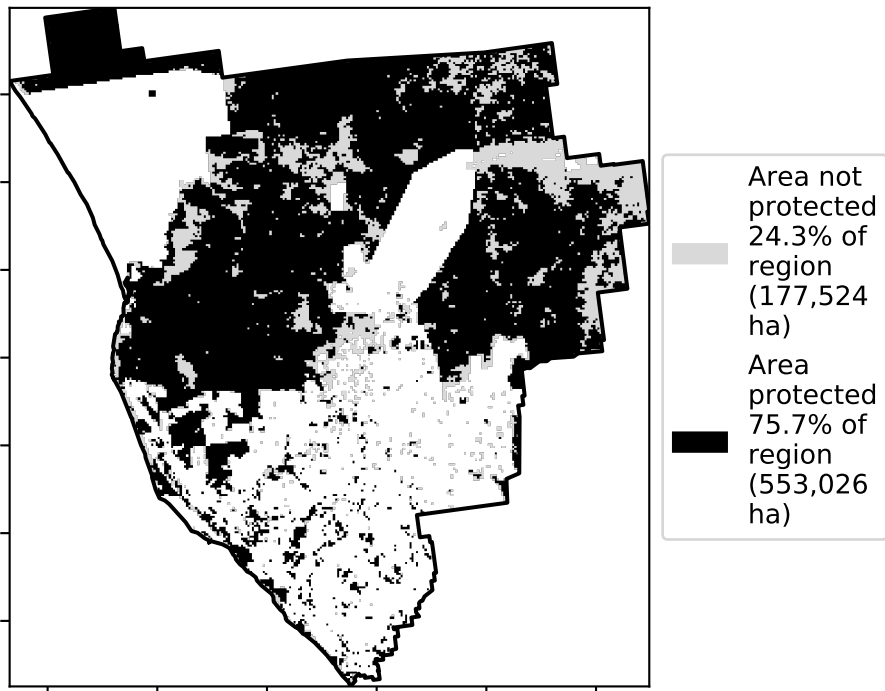 Area not
protected
24.3% of
region
(177,524
ha)
Area
protected
75.7% of
region
(553,026
ha)